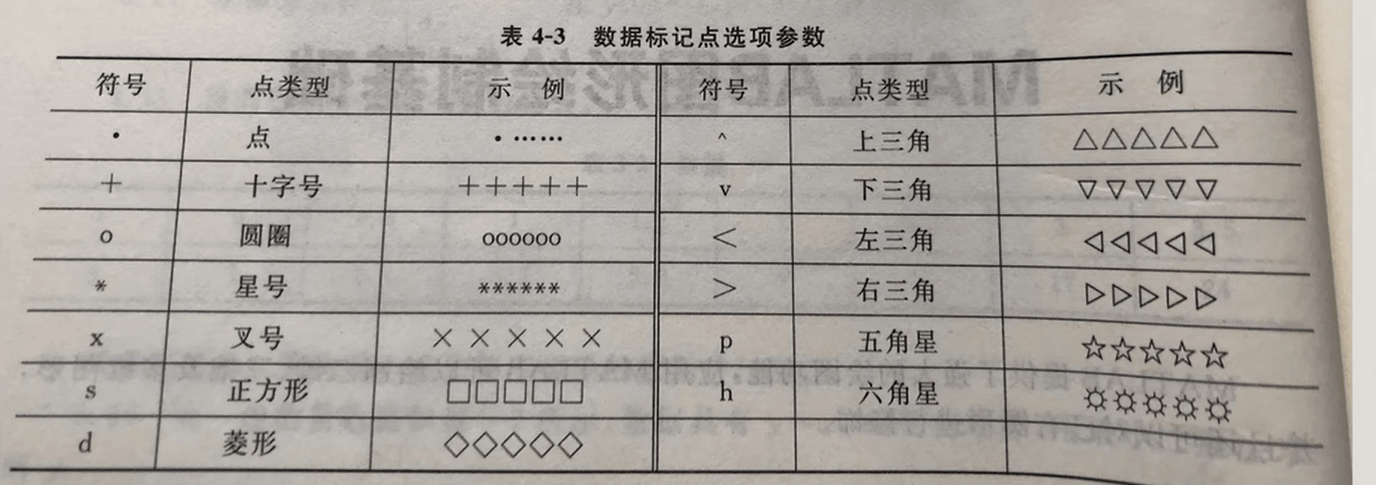 表 4-3 数据标记点选项参数
符号 点类型 示 例 符号 点类型 示 例
· 点 · ······ ^ 上三角 △△△△△
+ 十字号 +++++ v 下三角 ▽▽▽▽▽
o 圆圈 oooooo < 左三角 ◁◁◁◁◁
* 星号 ****** > 右三角 ▷▷▷▷▷
x 叉号 ××××× p 五角星 ☆☆☆☆☆
s 正方形 □□□□□ h 六角星 ✡✡✡✡✡
d 菱形 ◇◇◇◇◇